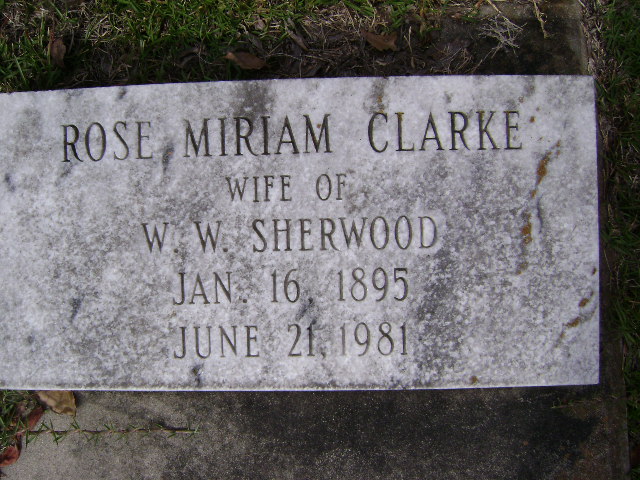 ROSE MIRIAM CLARKE
WIFE OF
W. W. SHERWOOD
JAN. 16, 1895
JUNE 21, 1981